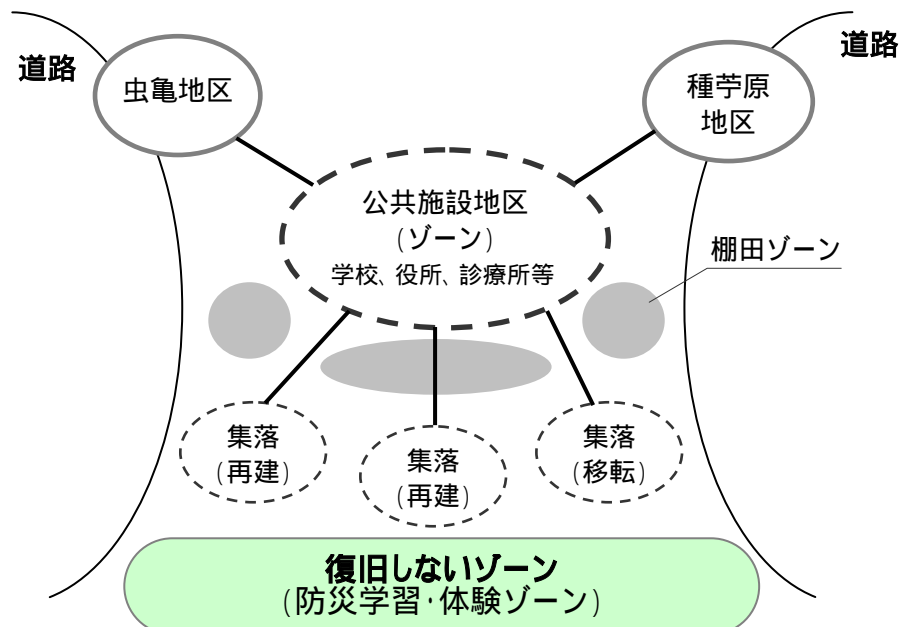 道路
虫亀地区
道路
種苧原
地区
公共施設地区
(ゾーン)
学校、役所、診療所等
棚田ゾーン
集落
(再建)
集落
(再建)
集落
(移転)
復旧しないゾーン
(防災学習・体験ゾーン)